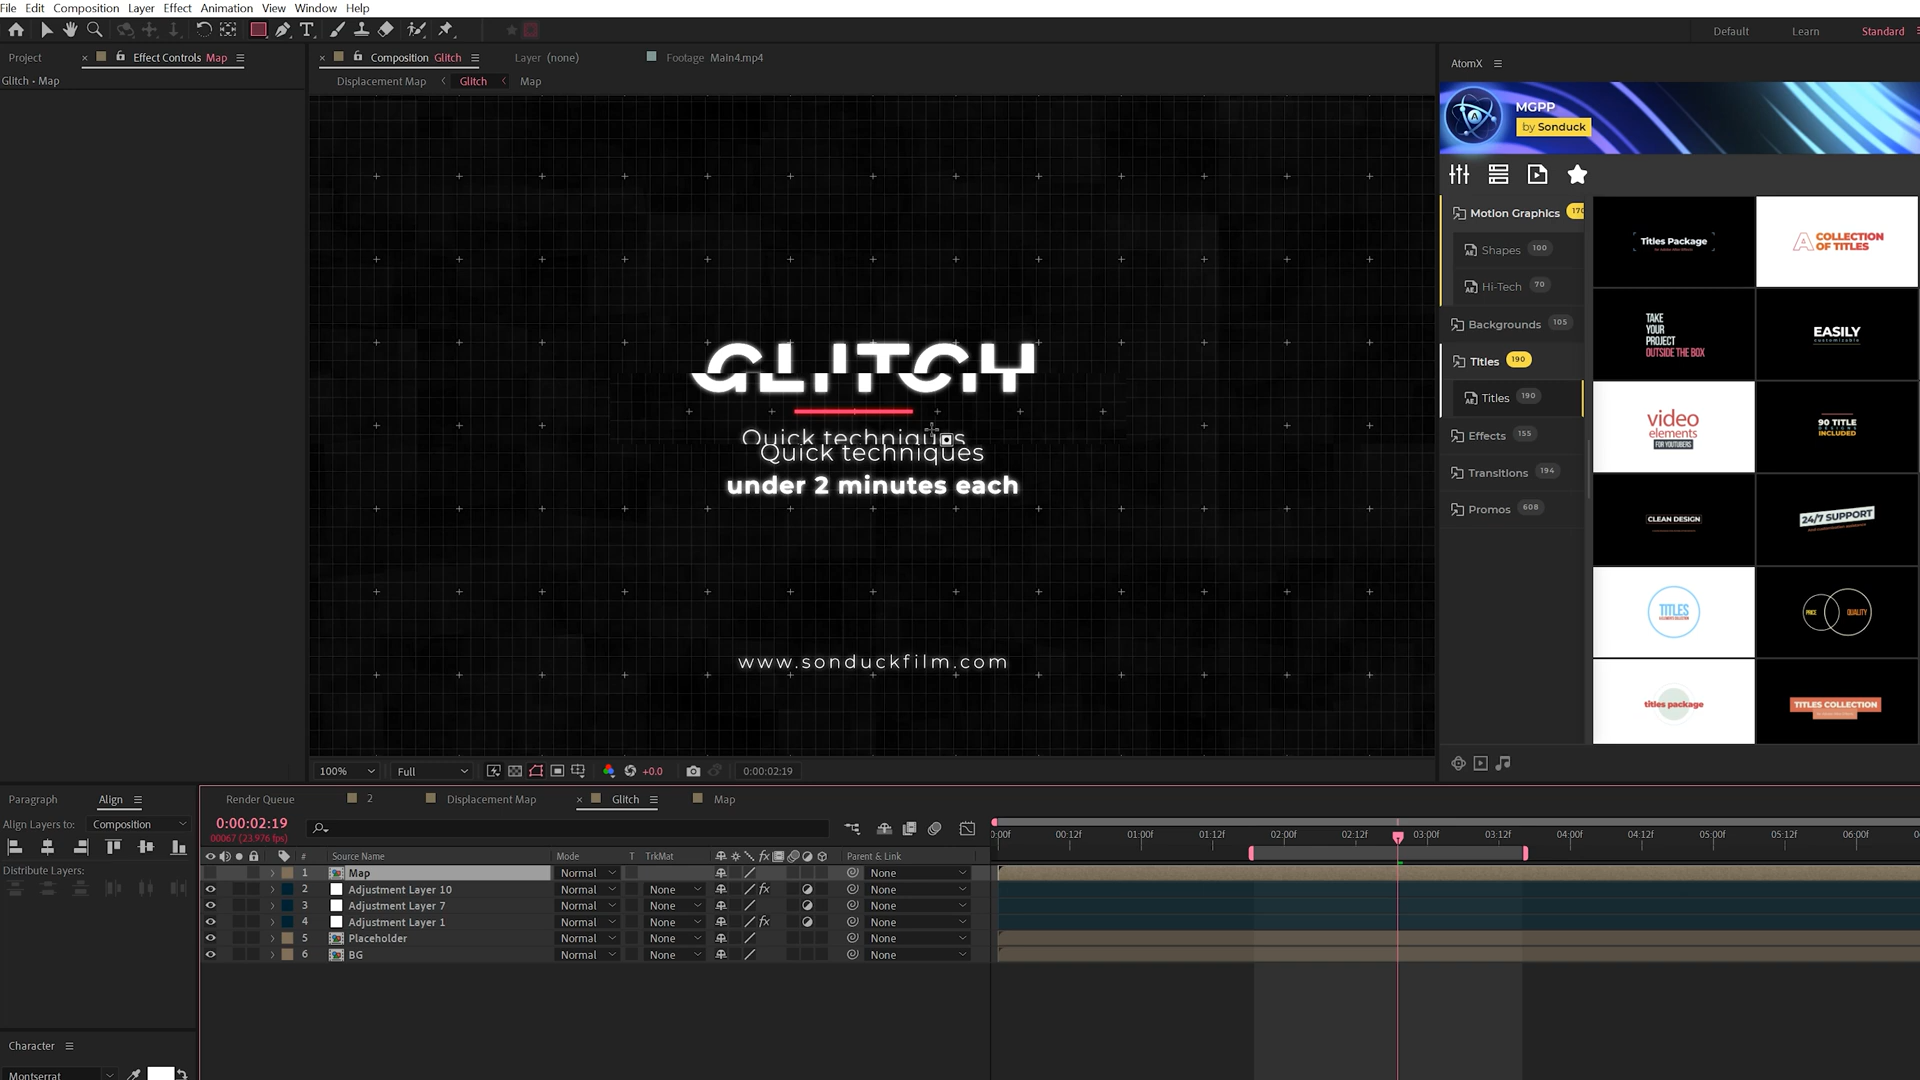 File Edit Composition Layer Effect Animation View Window Help
Default Learn Standard
Project Effect Controls Map
Glitch • Map
Composition Glitch Layer (none) Footage Main4.mp4
Displacement Map Glitch Map
AtomX
MGPP
by Sonduck
Motion Graphics
Shapes 100
Hi-Tech 70
Backgrounds 105
Titles 190
Titles 190
Effects 155
Transitions 194
Promos 608
Titles Package
A COLLECTION OF TITLES
TAKE
YOUR
PROJECT
OUTSIDE THE BOX
EASILY
customizable
video
elements
FOR YOUTUBERS
90 TITLE
DESIGNS
INCLUDED
CLEAN DESIGN
24/7 SUPPORT
TITLES
QUALITY
titles package
TITLES COLLECTION
GLITCH
Quick techniques
Quick techniques
under 2 minutes each
www.sonduckfilm.com
100% Full +0.0 0:00:02:19
Paragraph Align
Align Layers to: Composition
Distribute Layers:
Character
Montserrat
Render Queue 2 Displacement Map Glitch Map
0:00:02:19
00067 (23.976 fps)
:00f 00:12f 01:00f 01:12f 02:00f 02:12f 03:00f 03:12f 04:00f 04:12f 05:00f 05:12f 06:00f
# Source Name Mode T TrkMat Parent & Link
1 Map Normal None
2 Adjustment Layer 10 Normal None None
3 Adjustment Layer 7 Normal None None
4 Adjustment Layer 1 Normal None None
5 Placeholder Normal None None
6 BG Normal None None